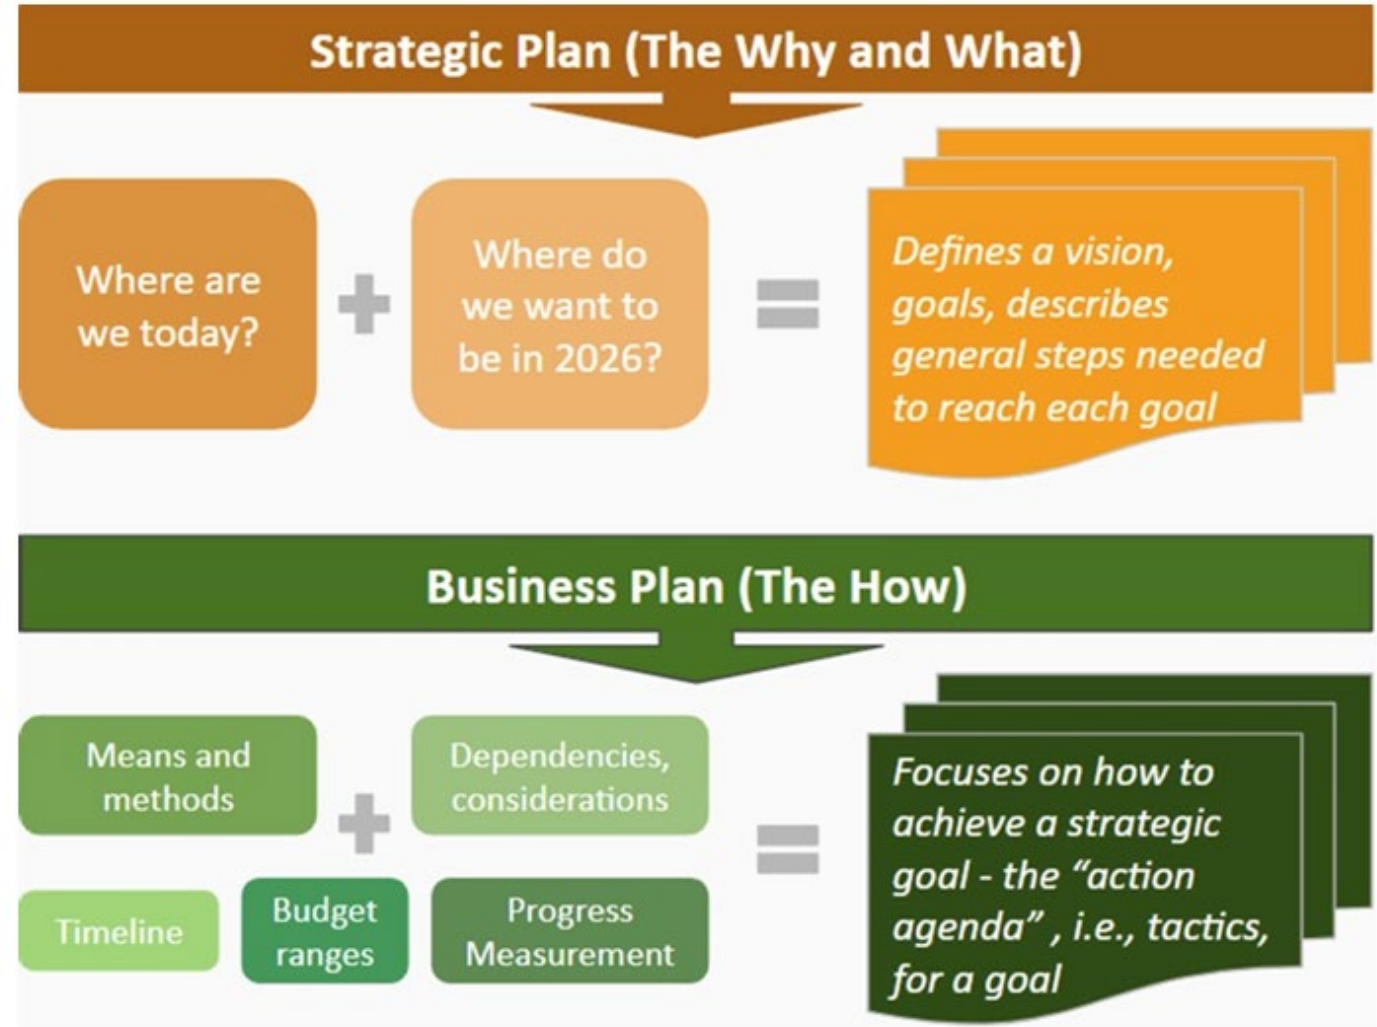 Strategic Plan (The Why and What)
Where are
we today?
Where do
we want to
be in 2026?
Defines a vision,
goals, describes
general steps needed
to reach each goal
Business Plan (The How)
Means and
methods
Dependencies,
considerations
Timeline
Budget
ranges
Progress
Measurement
Focuses on how to
achieve a strategic
goal - the “action
agenda” , i.e., tactics,
for a goal